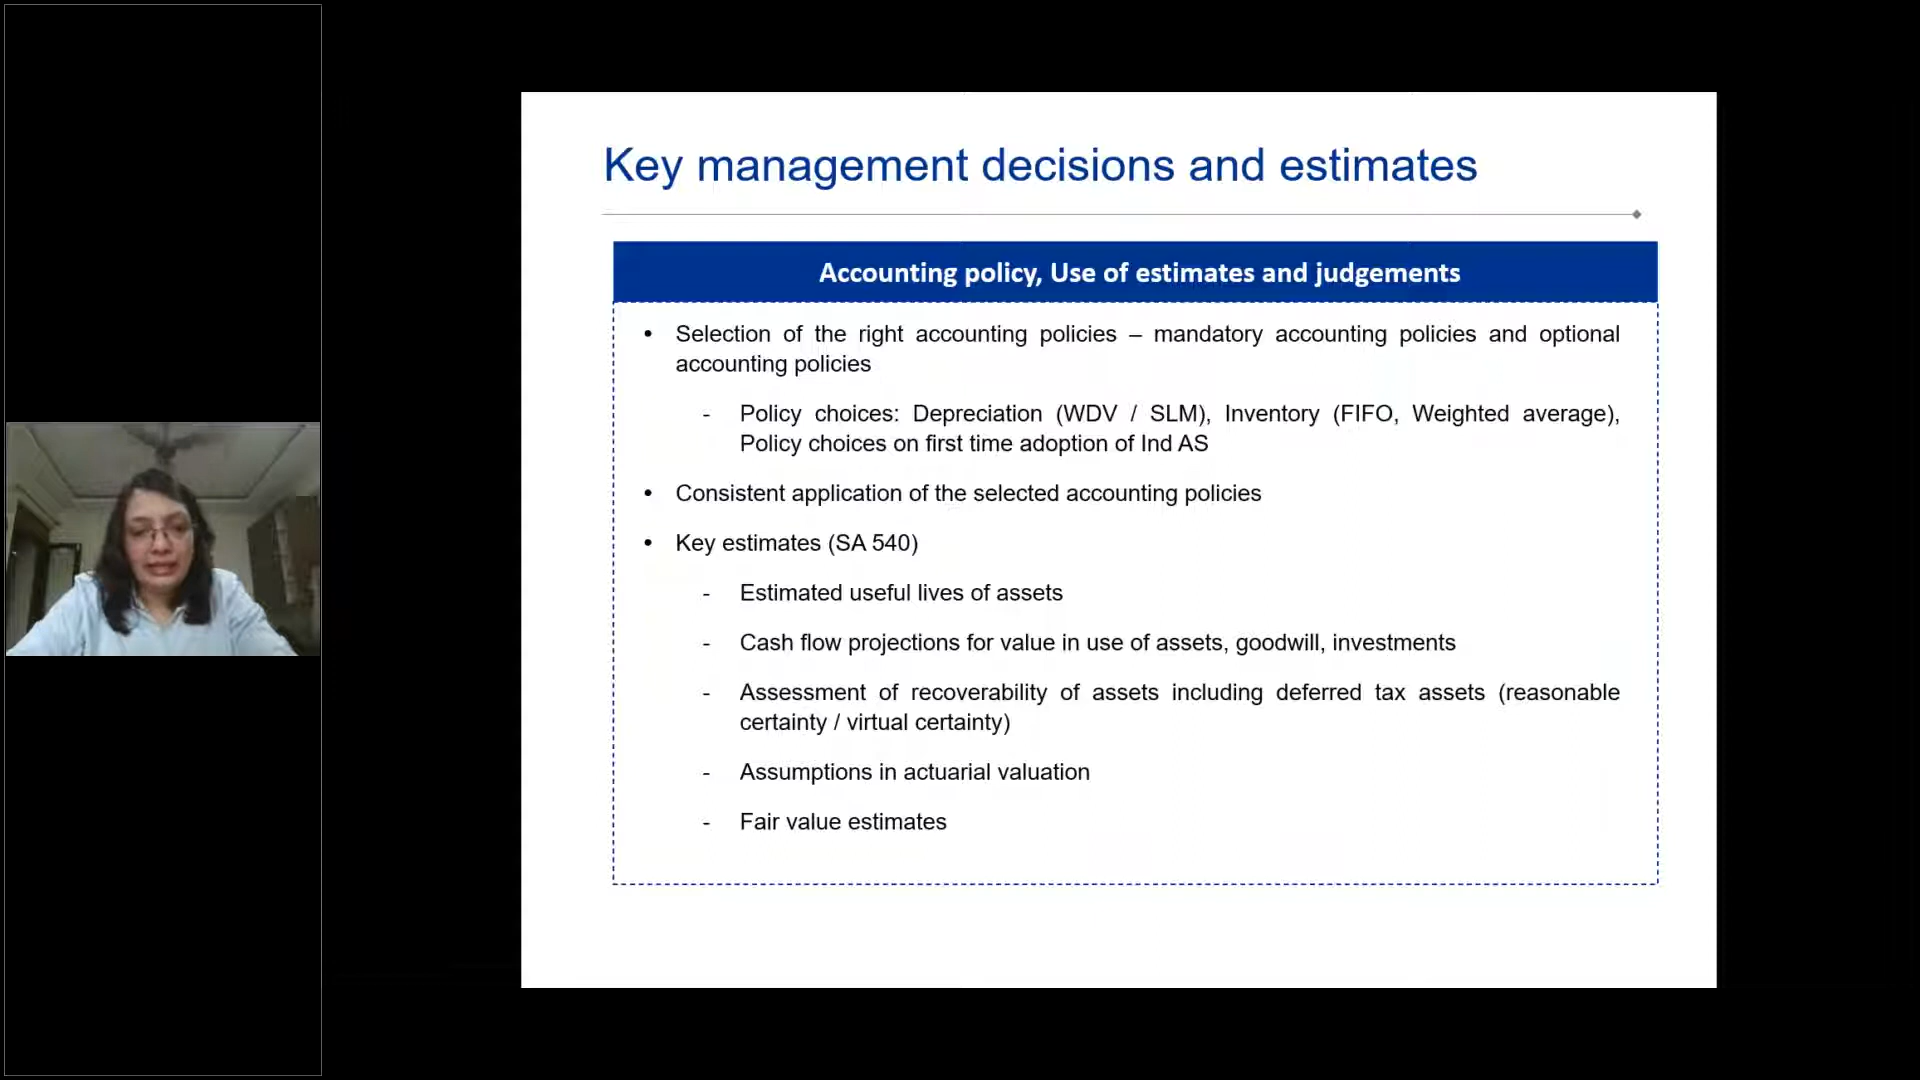 Key management decisions and estimates
Accounting policy, Use of estimates and judgements
• Selection of the right accounting policies – mandatory accounting policies and optional
accounting policies
- Policy choices: Depreciation (WDV / SLM), Inventory (FIFO, Weighted average),
Policy choices on first time adoption of Ind AS
• Consistent application of the selected accounting policies
• Key estimates (SA 540)
- Estimated useful lives of assets
- Cash flow projections for value in use of assets, goodwill, investments
- Assessment of recoverability of assets including deferred tax assets (reasonable
certainty / virtual certainty)
- Assumptions in actuarial valuation
- Fair value estimates